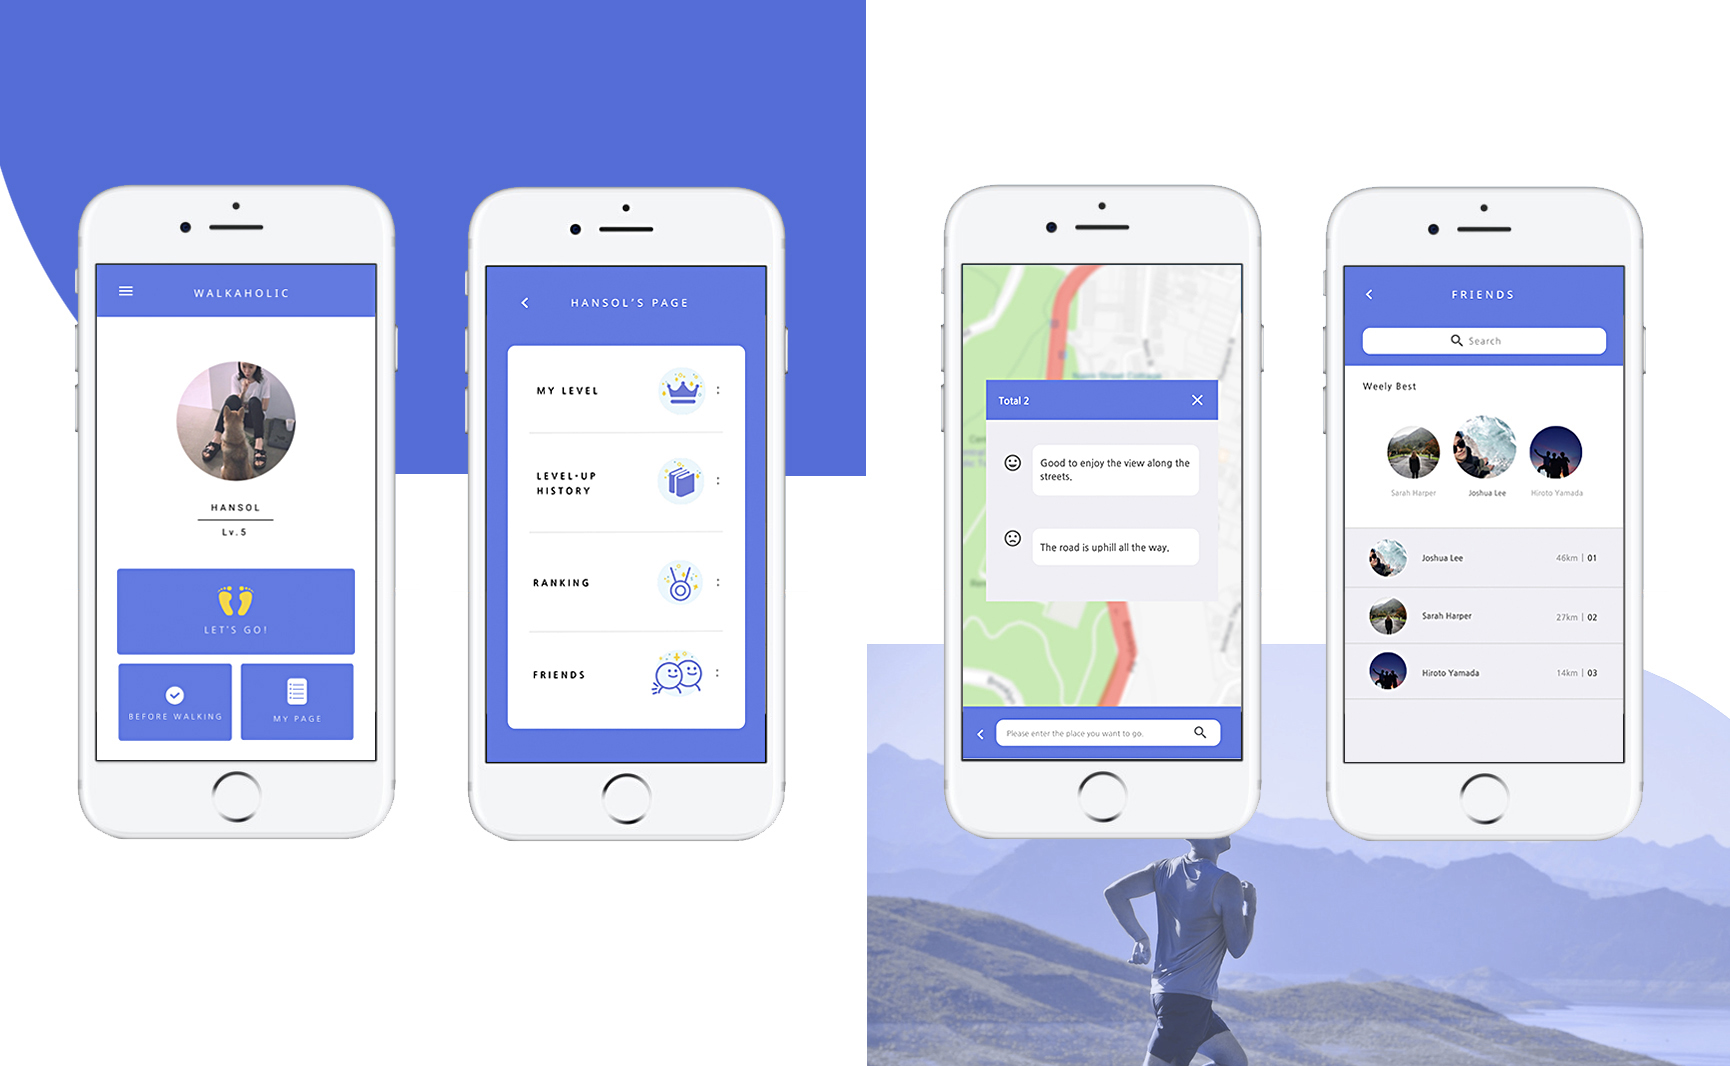 WALKAHOLIC
HANSOL
Lv.5
LET'S GO!
BEFORE WALKING
MY PAGE
HANSOL'S PAGE
MY LEVEL
LEVEL-UP
HISTORY
RANKING
FRIENDS
Total 2
Good to enjoy the view along the
streets.
The road is uphill all the way.
Please enter the place you want to go.
FRIENDS
Search
Weely Best
Sarah Harper
Joshua Lee
Hiroto Yamada
Joshua Lee
46km | 01
Sarah Harper
27km | 02
Hiroto Yamada
14km | 03